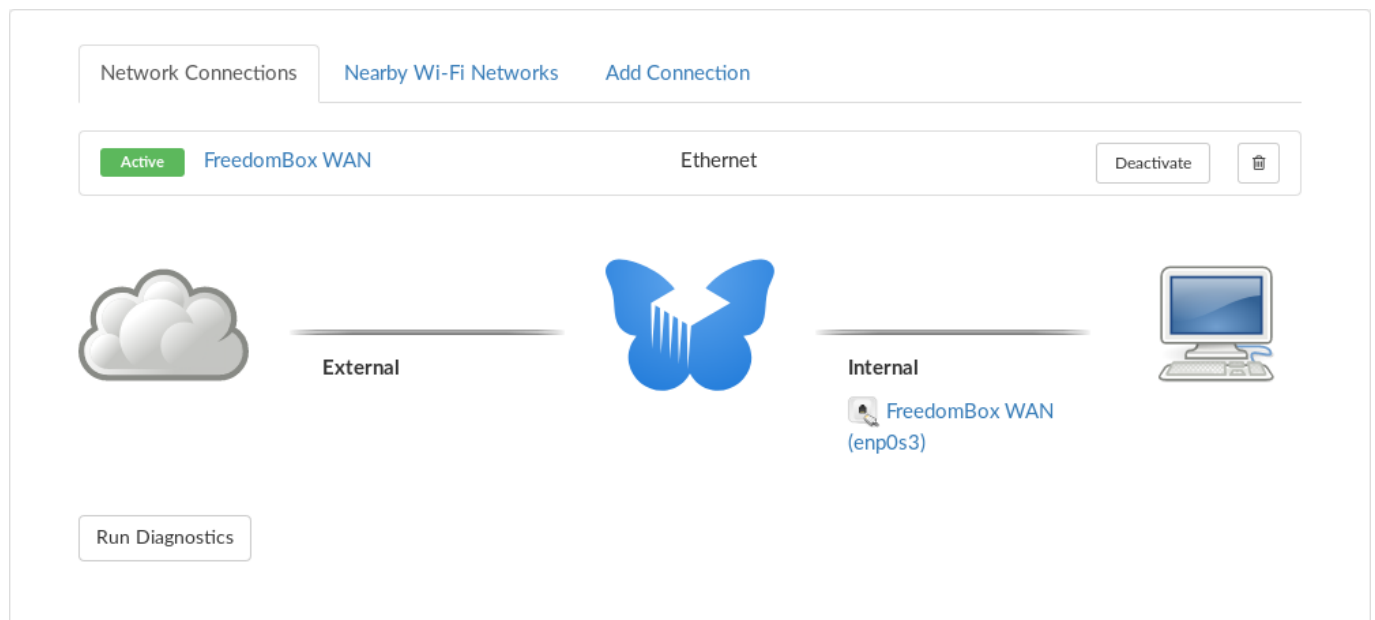 Network Connections
Nearby Wi-Fi Networks
Add Connection
Active
FreedomBox WAN
Ethernet
Deactivate
External
Internal
FreedomBox WAN
(enp0s3)
Run Diagnostics